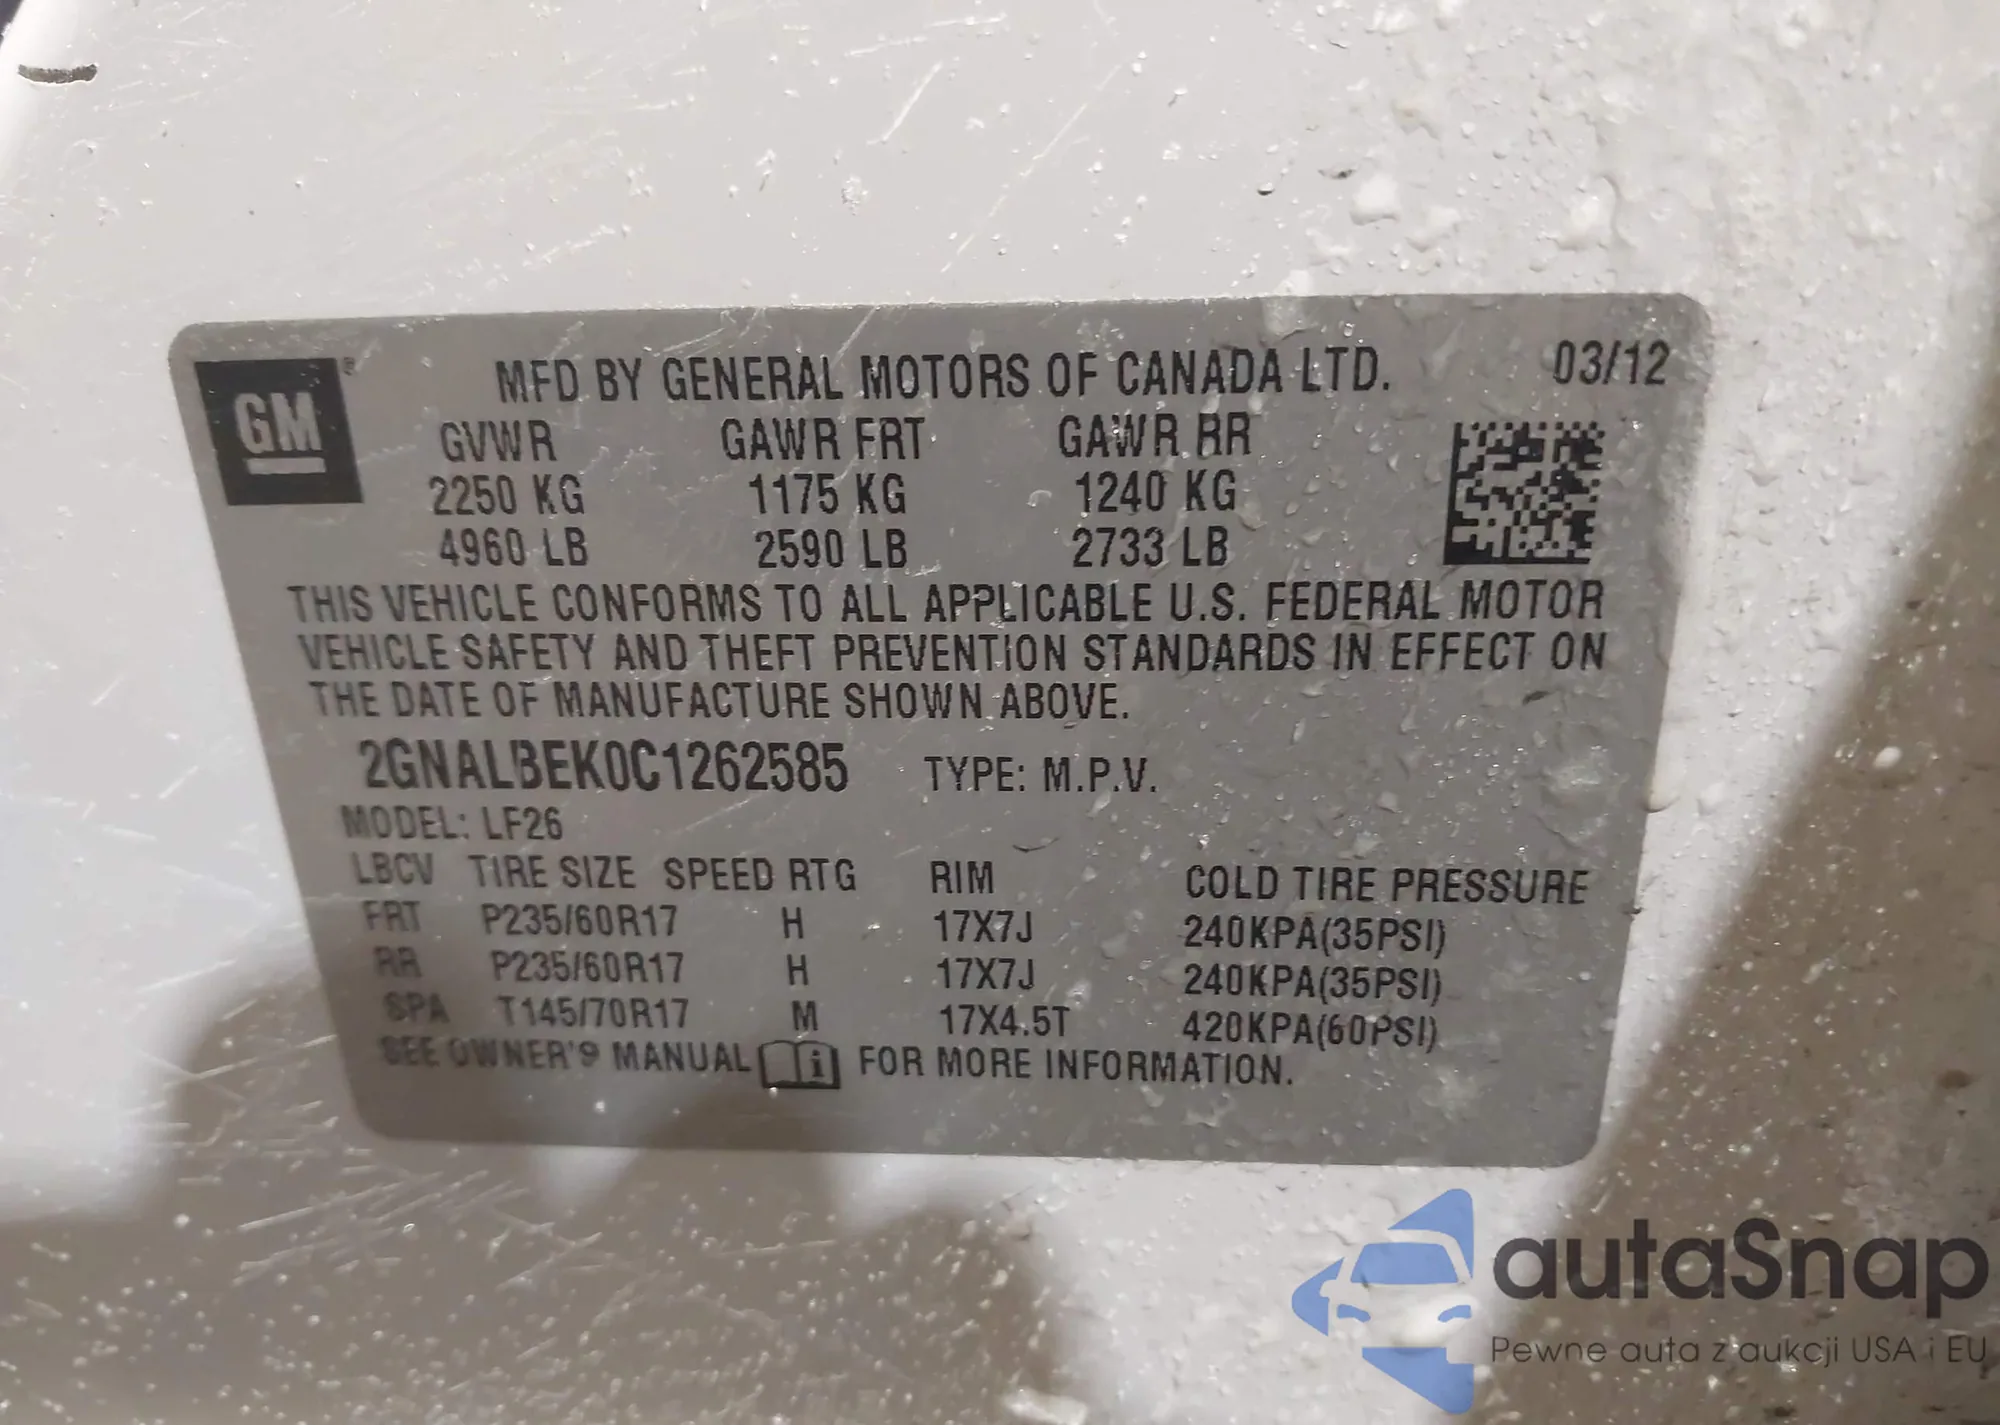 GM ®
MFD BY GENERAL MOTORS OF CANADA LTD. 03/12
GVWR GAWR FRT GAWR RR
2250 KG 1175 KG 1240 KG
4960 LB 2590 LB 2733 LB
THIS VEHICLE CONFORMS TO ALL APPLICABLE U.S. FEDERAL MOTOR
VEHICLE SAFETY AND THEFT PREVENTION STANDARDS IN EFFECT ON
THE DATE OF MANUFACTURE SHOWN ABOVE.
2GNALBEK0C1262585 TYPE: M.P.V.
MODEL: LF26
LBCV TIRE SIZE SPEED RTG RIM COLD TIRE PRESSURE
FRT P235/60R17 H 17X7J 240KPA(35PSI)
RR P235/60R17 H 17X7J 240KPA(35PSI)
SPA T145/70R17 M 17X4.5T 420KPA(60PSI)
SEE OWNER'S MANUAL i FOR MORE INFORMATION.
autaSnap
Pewne auta z aukcji USA i EU